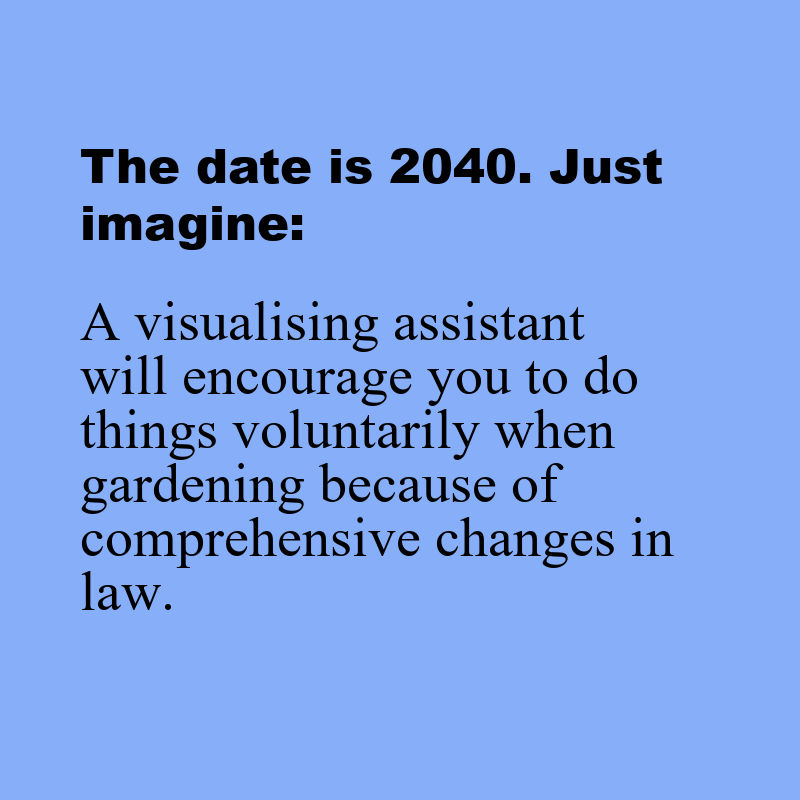 The date is 2040. Just
imagine:
A visualising assistant
will encourage you to do
things voluntarily when
gardening because of
comprehensive changes in
law.